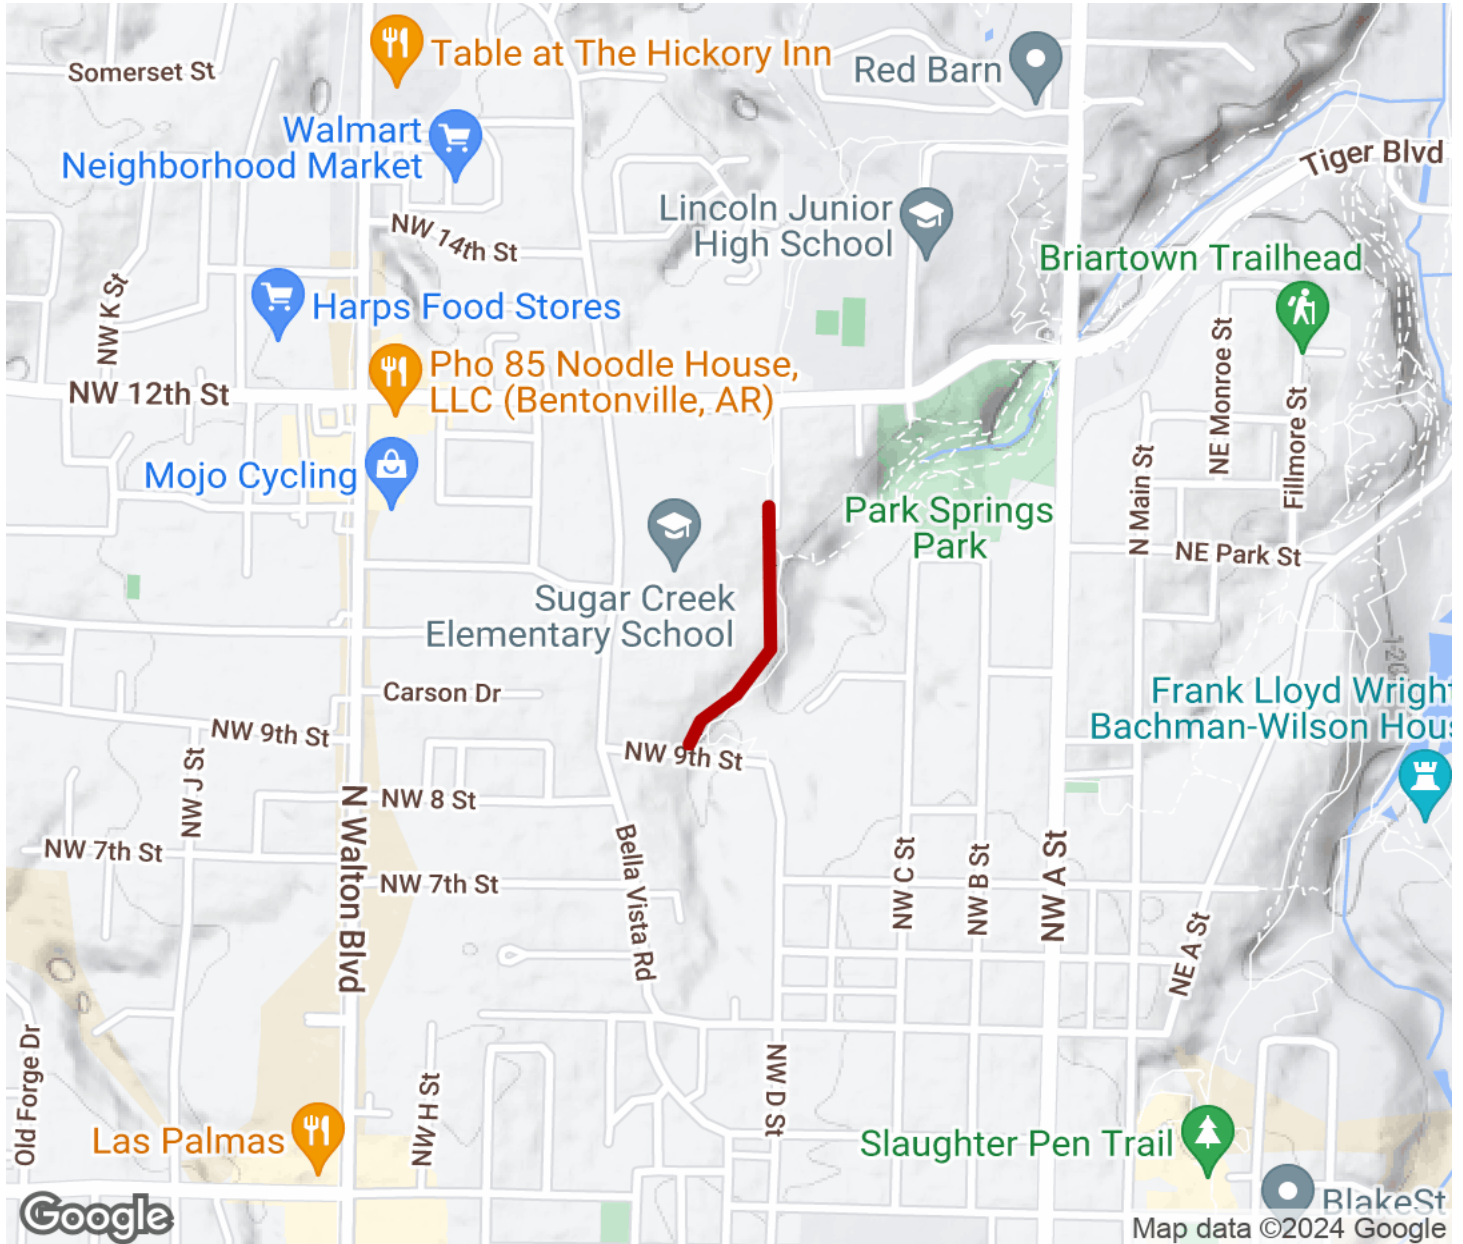 Table at The Hickory Inn
Somerset St
Red Barn
Walmart
Neighborhood Market
Tiger Blvd
NW 14th St
Lincoln Junior
High School
Briartown Trailhead
NW K St
Harps Food Stores
NE Monroe St
Fillmore St
Pho 85 Noodle House,
LLC (Bentonville, AR)
NW 12th St
Mojo Cycling
N Main St
Park Springs
Park
NE Park St
Sugar Creek
Elementary School
Carson Dr
Frank Lloyd Wright
Bachman-Wilson Hous
NW 9th St
NW 9th St
NW J St
N Walton Blvd
NW 8 St
NW 7th St
NW 7th St
Bella Vista Rd
NW C St
NW B St
NW A St
NE A St
Old Forge Dr
NW H St
NW D St
Las Palmas
Slaughter Pen Trail
BlakeSt
Google
Map data ©2024 Google